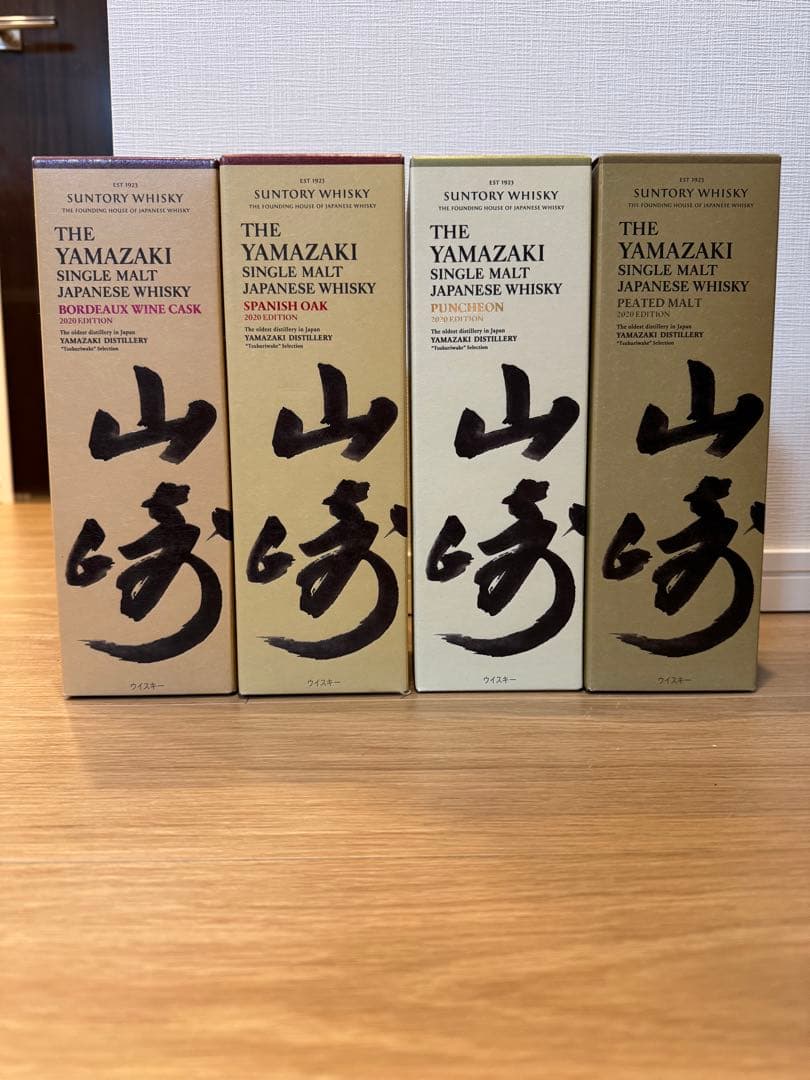 EST 1923
SUNTORY WHISKY
THE FOUNDING HOUSE OF JAPANESE WHISKY
THE
YAMAZAKI
SINGLE MALT
JAPANESE WHISKY
BORDEAUX WINE CASK
2020 EDITION
The oldest distillery in Japan
YAMAZAKI DISTILLERY
"Tsukuriwake" Selection
山
崎
ウイスキー
EST 1923
SUNTORY WHISKY
THE FOUNDING HOUSE OF JAPANESE WHISKY
THE
YAMAZAKI
SINGLE MALT
JAPANESE WHISKY
SPANISH OAK
2020 EDITION
The oldest distillery in Japan
YAMAZAKI DISTILLERY
"Tsukuriwake" Selection
山
崎
ウイスキー
EST 1923
SUNTORY WHISKY
THE FOUNDING HOUSE OF JAPANESE WHISKY
THE
YAMAZAKI
SINGLE MALT
JAPANESE WHISKY
PUNCHEON
2020 EDITION
The oldest distillery in Japan
YAMAZAKI DISTILLERY
"Tsukuriwake" Selection
山
崎
ウイスキー
EST 1923
SUNTORY WHISKY
THE FOUNDING HOUSE OF JAPANESE WHISKY
THE
YAMAZAKI
SINGLE MALT
JAPANESE WHISKY
PEATED MALT
2020 EDITION
The oldest distillery in Japan
YAMAZAKI DISTILLERY
"Tsukuriwake" Selection
山
崎
ウイスキー